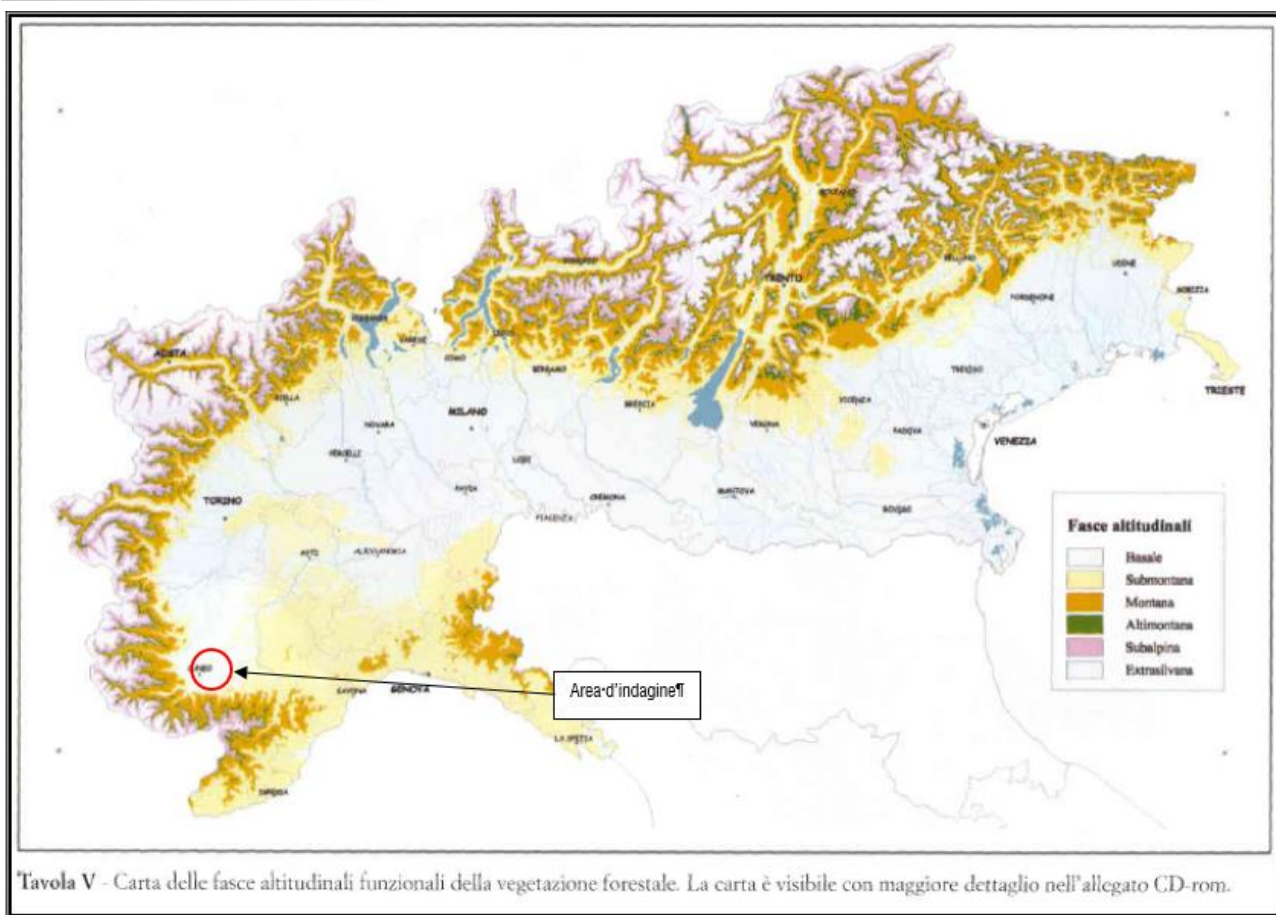 BOLZANO
TRENTO
BELLUNO
UDINE
PORDENONE
GORIZIA
TRIESTE
AOSTA
VERBANIA
VARESE
COMO
LECCO
SONDRIO
BIELLA
BERGAMO
BRESCIA
VERONA
VICENZA
TREVISO
PADOVA
VENEZIA
NOVARA
MILANO
VERCELLI
LODI
PAVIA
CREMONA
MANTOVA
ROVIGO
PIACENZA
TORINO
ASTI
ALESSANDRIA
CUNEO
SAVONA
GENOVA
LA SPEZIA
IMPERIA
Fasce altitudinali
Basale
Submontana
Montana
Altimontana
Subalpina
Extrasilvana
Area·d'indagine¶
Tavola V - Carta delle fasce altitudinali funzionali della vegetazione forestale. La carta è visibile con maggiore dettaglio nell'allegato CD-rom.